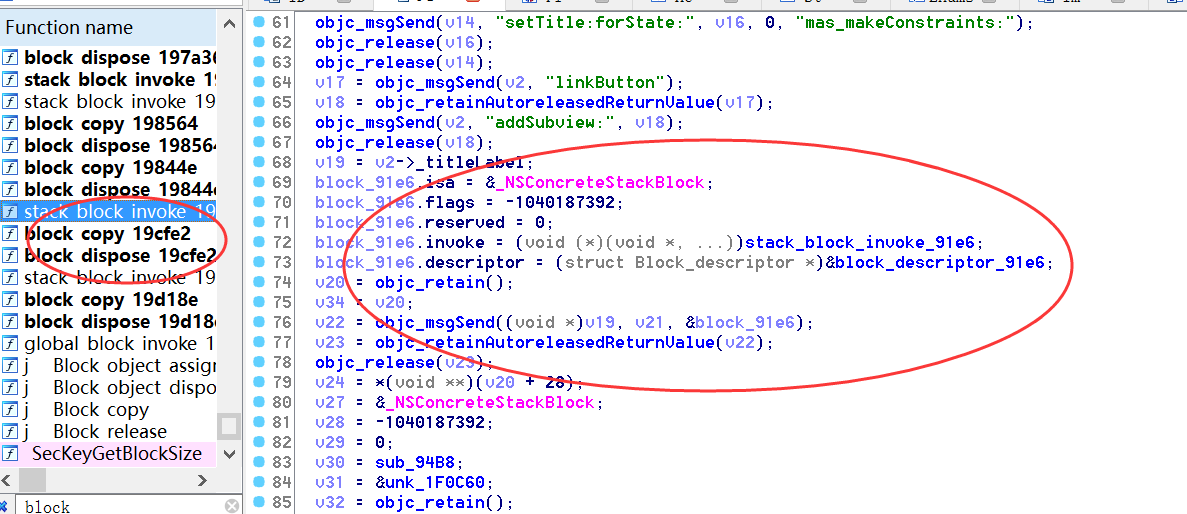 Function name
block dispose 197a36
stack block invoke 19
stack block invoke 19
block copy 198564
block dispose 198564
block copy 19844e
block dispose 19844e
stack block invoke 19
block copy 19cfe2
block dispose 19cfe2
stack block invoke 19
block copy 19d18e
block dispose 19d18e
global block invoke 1
j Block object assign
j Block object dispo
j Block copy
j Block release
SecKeyGetBlockSize
block
61 objc_msgSend(v14, "setTitle:forState:", v16, 0, "mas_makeConstraints:");
62 objc_release(v16);
63 objc_release(v14);
64 v17 = objc_msgSend(v2, "linkButton");
65 v18 = objc_retainAutoreleasedReturnValue(v17);
66 objc_msgSend(v2, "addSubview:", v18);
67 objc_release(v18);
68 v19 = v2->_titleLabel;
69 block_91e6.isa = &_NSConcreteStackBlock;
70 block_91e6.flags = -1040187392;
71 block_91e6.reserved = 0;
72 block_91e6.invoke = (void (*)(void *, ...))stack_block_invoke_91e6;
73 block_91e6.descriptor = (struct Block_descriptor *)&block_descriptor_91e6;
74 v20 = objc_retain();
75 v34 = v20;
76 v22 = objc_msgSend((void *)v19, v21, &block_91e6);
77 v23 = objc_retainAutoreleasedReturnValue(v22);
78 objc_release(v23);
79 v24 = *(void **)(v20 + 28);
80 v27 = &_NSConcreteStackBlock;
81 v28 = -1040187392;
82 v29 = 0;
83 v30 = sub_94B8;
84 v31 = &unk_1F0C60;
85 v32 = objc_retain();